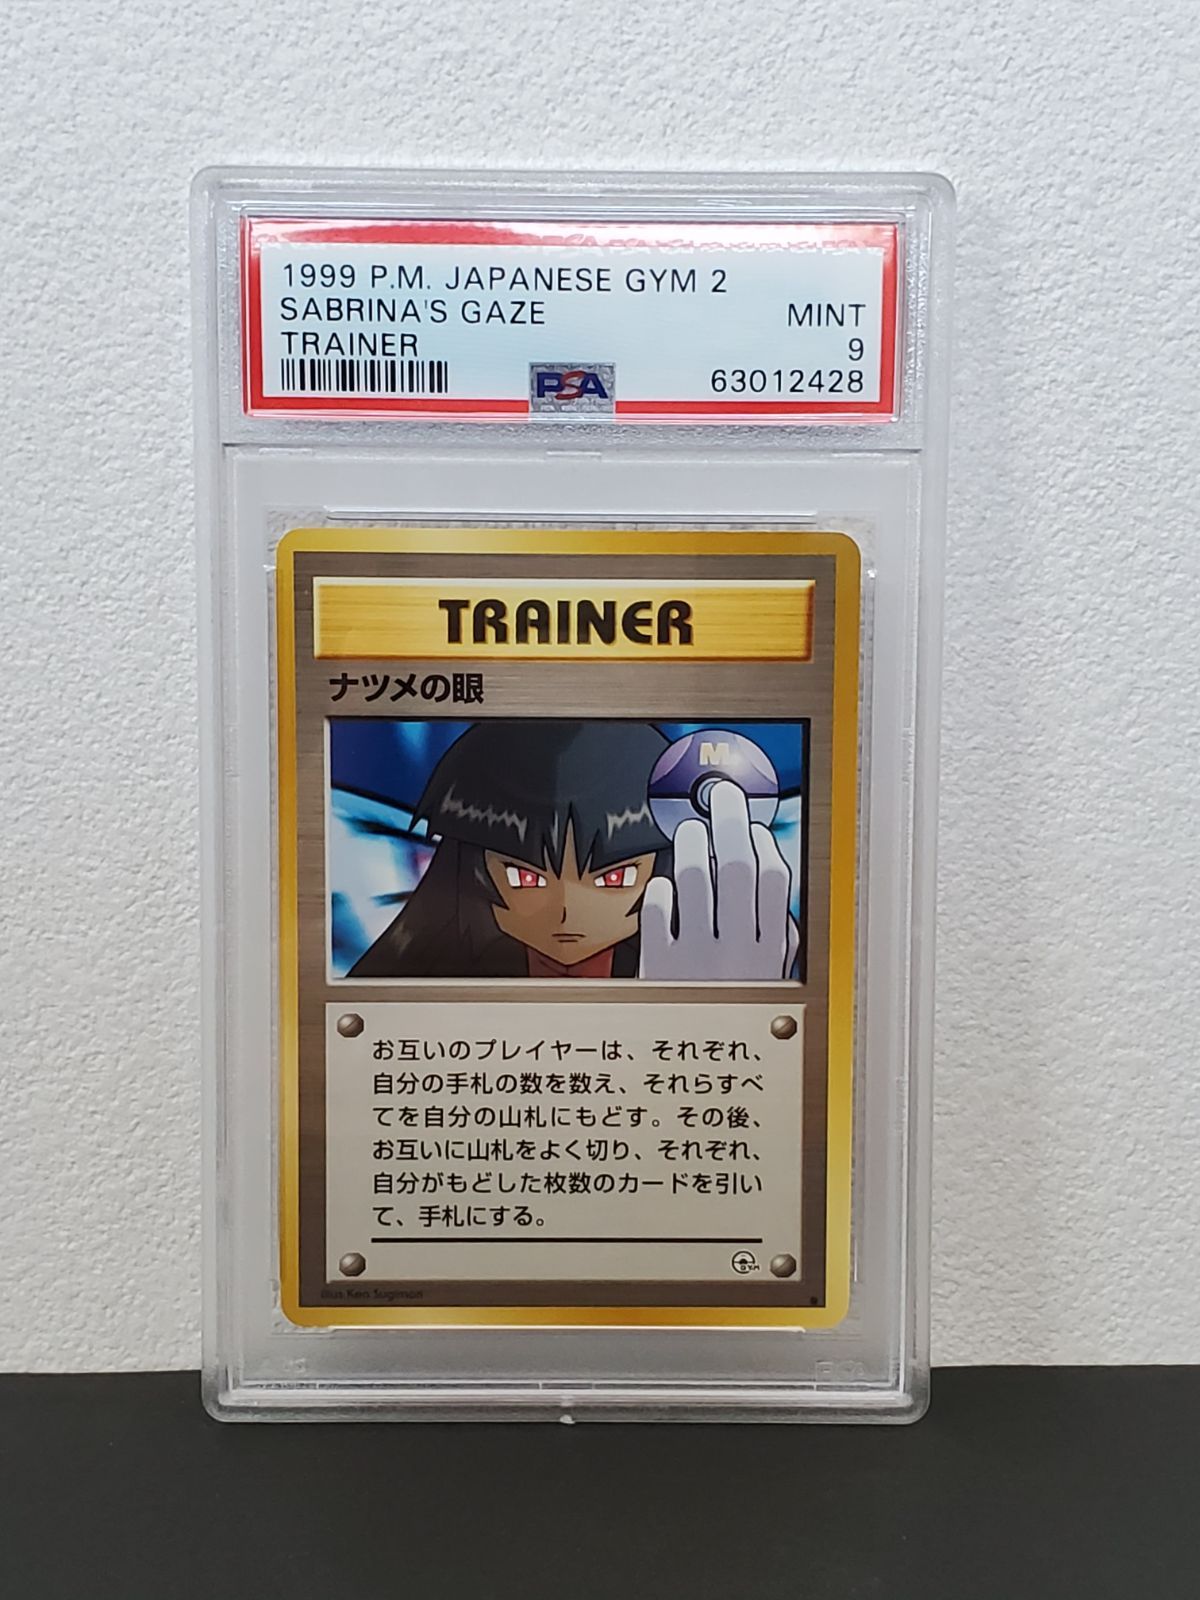 1999 P.M. JAPANESE GYM 2
SABRINA'S GAZE
MINT
TRAINER
9
PSA
63012428
TRAINER
ナツメの眼
M
お互いのプレイヤーは、それぞれ、
自分の手札の数を数え、それらすべ
てを自分の山札にもどす。その後、
お互いに山札をよく切り、それぞれ、
自分がもどした枚数のカードを引い
て、手札にする。
GYM
Illus. Ken Sugimori